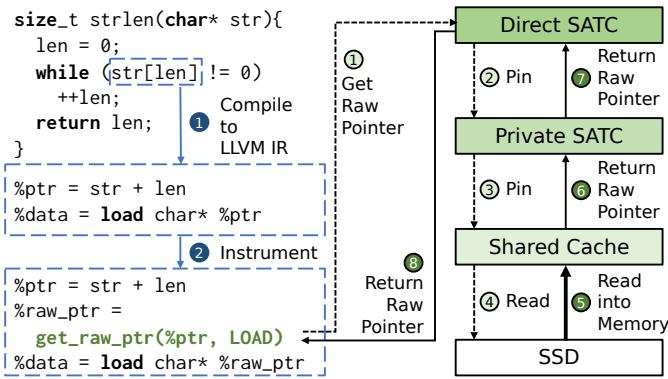 size_t strlen(char* str){
len = 0;
while (str[len] != 0)
++len;
return len;
}
1 Compile
to
LLVM IR
%ptr = str + len
%data = load char* %ptr
2 Instrument
%ptr = str + len
%raw_ptr =
get_raw_ptr(%ptr, LOAD)
%data = load char* %raw_ptr
1
Get
Raw
Pointer
8
Return
Raw
Pointer
Direct SATC
2 Pin
7 Return
Raw
Pointer
Private SATC
3 Pin
6 Return
Raw
Pointer
Shared Cache
4 Read
5 Read
into
Memory
SSD